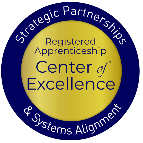 Strategic Partnerships
Registered
Apprenticeship
Center of
Excellence
& Systems Alignment